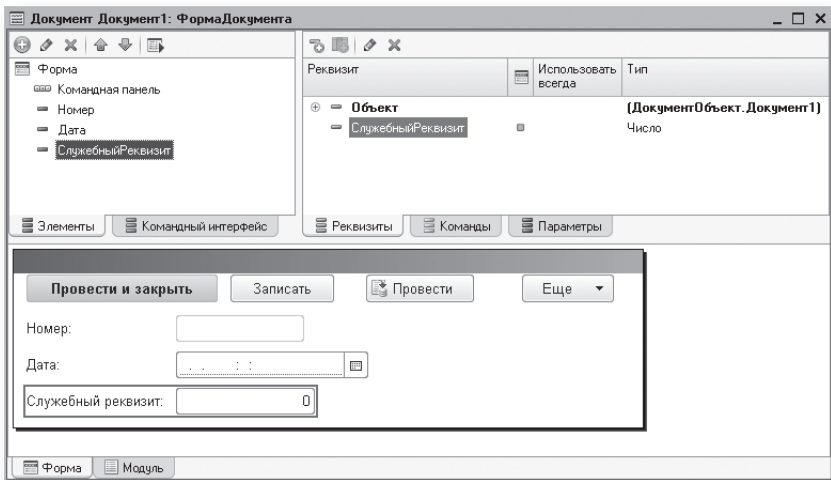 Документ Документ1: ФормаДокумента
Форма
Командная панель
Номер
Дата
СлужебныйРеквизит
Элементы
Командный интерфейс
Реквизит
Использовать всегда
Тип
Объект
(ДокументОбъект.Документ1)
СлужебныйРеквизит
Число
Реквизиты
Команды
Параметры
Провести и закрыть
Записать
Провести
Еще
Номер:
Дата:
. . : :
Служебный реквизит:
0
Форма
Модуль